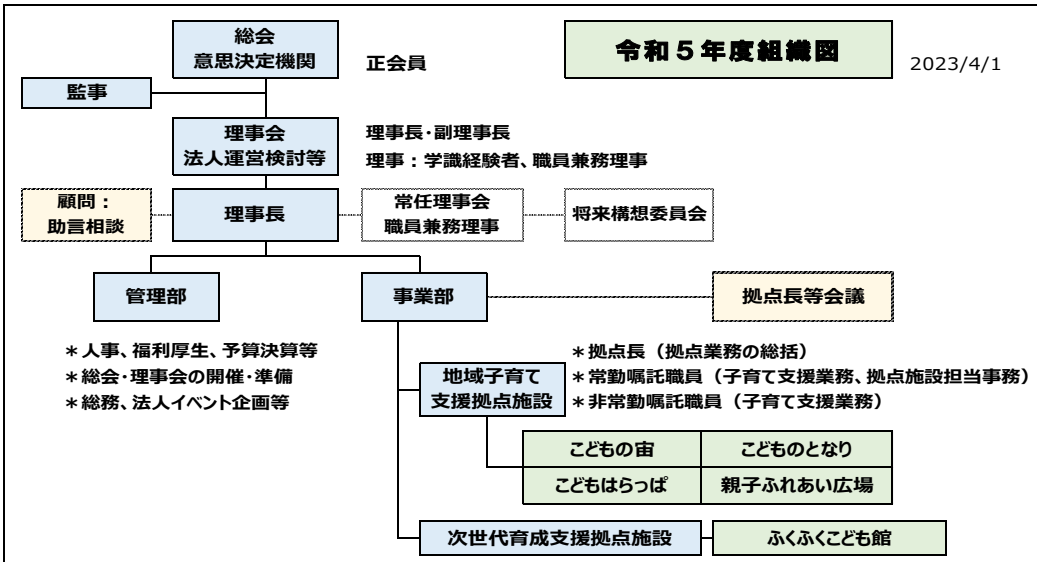 総会
意思決定機関
正会員
令和5年度組織図
2023/4/1
監事
理事会
法人運営検討等
理事長・副理事長
理事：学識経験者、職員兼務理事
顧問：
助言相談
理事長
常任理事会
職員兼務理事
将来構想委員会
管理部
事業部
拠点長等会議
＊人事、福利厚生、予算決算等
＊総会・理事会の開催・準備
＊総務、法人イベント企画等
地域子育て
支援拠点施設
＊拠点長（拠点業務の総括）
＊常勤嘱託職員（子育て支援業務、拠点施設担当事務）
＊非常勤嘱託職員（子育て支援業務）
こどもの宙
こどものとなり
こどもはらっぱ
親子ふれあい広場
次世代育成支援拠点施設
ふくふくこども館